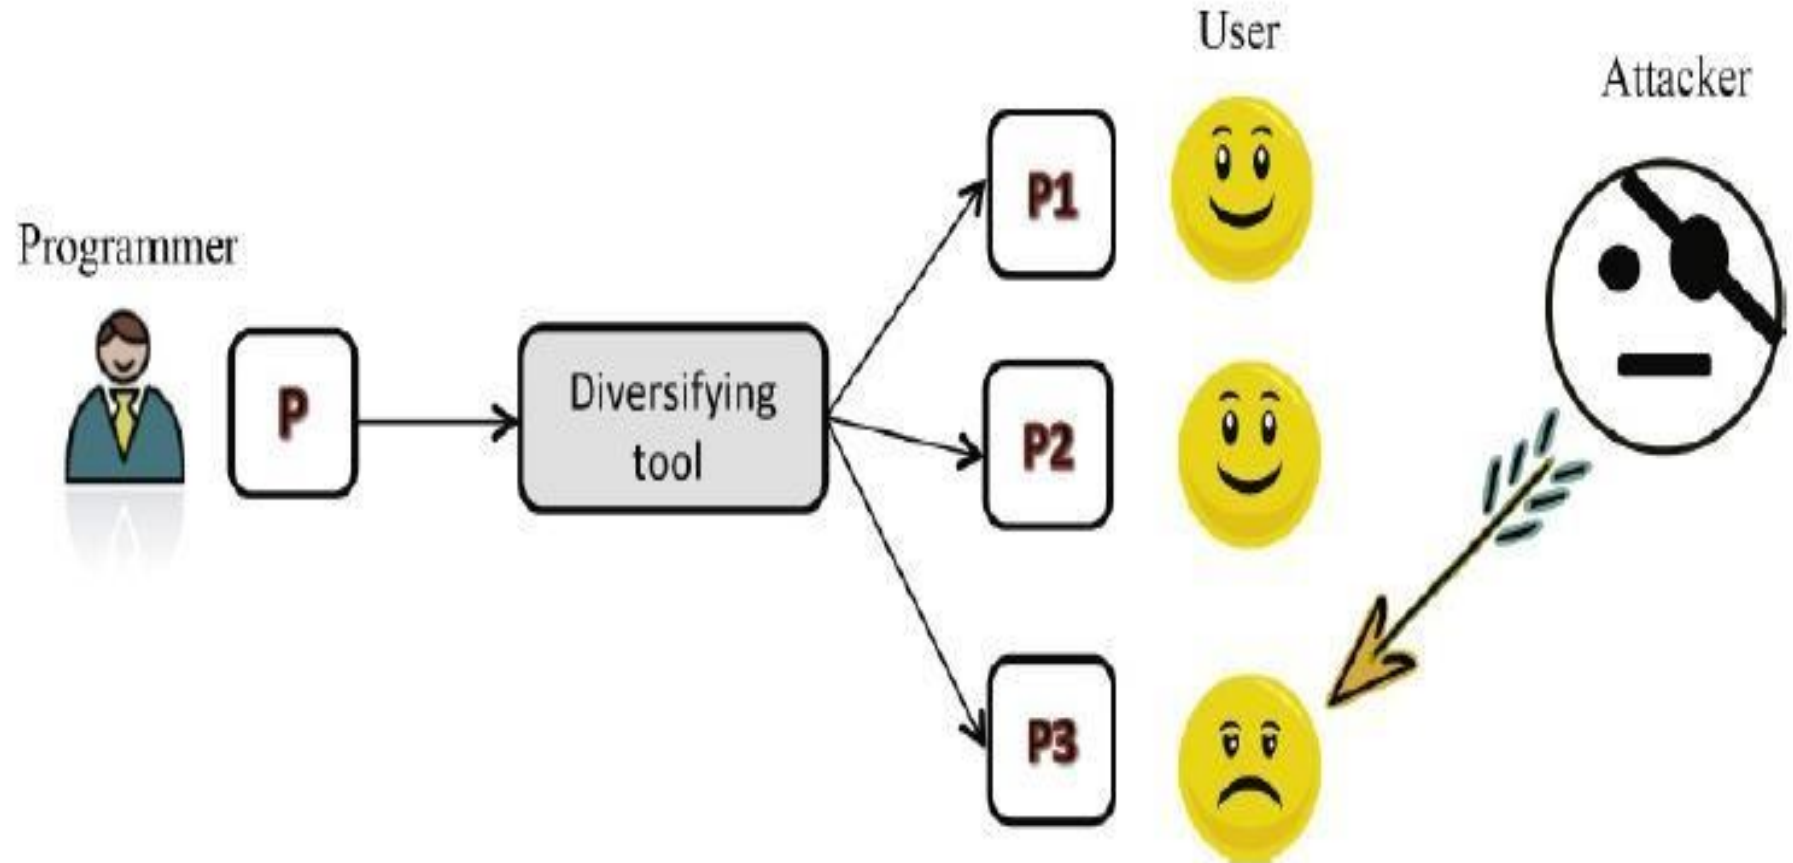 User
Attacker
Programmer
P1
P
Diversifying
tool
P2
P3